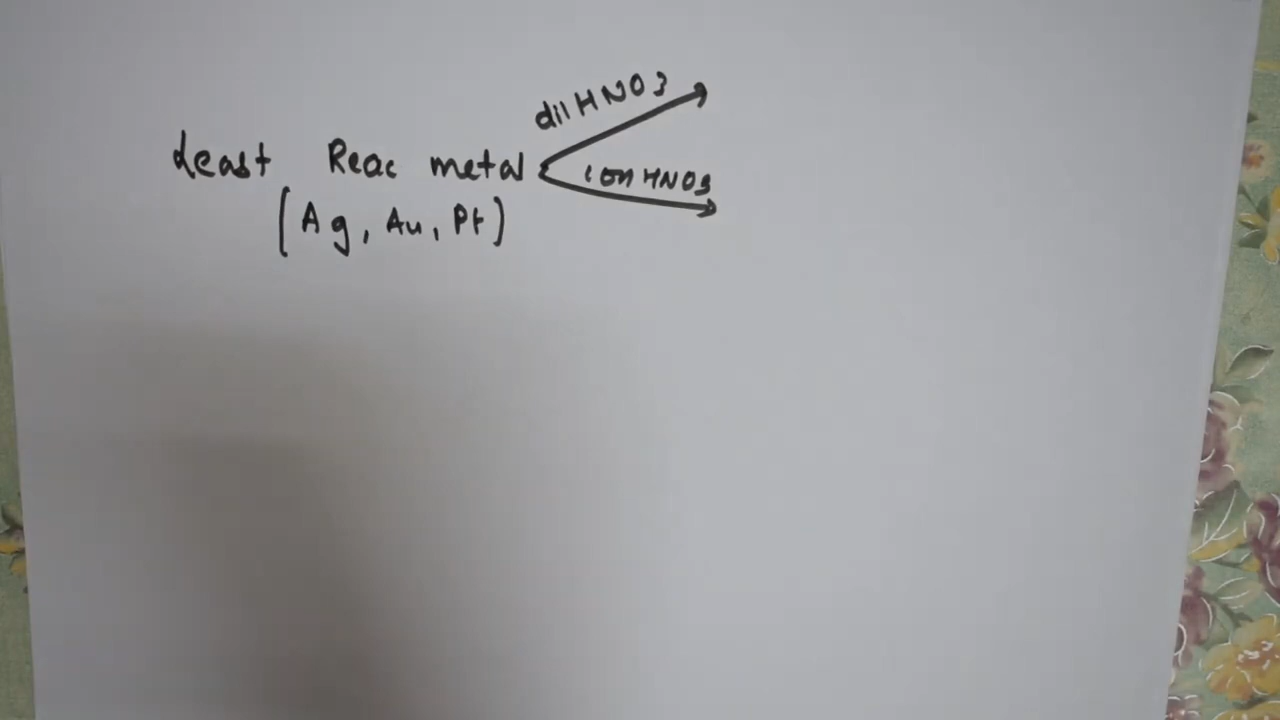 dil HNO3
Least Reac metal
con HNO3
[Ag, Au, Pt]